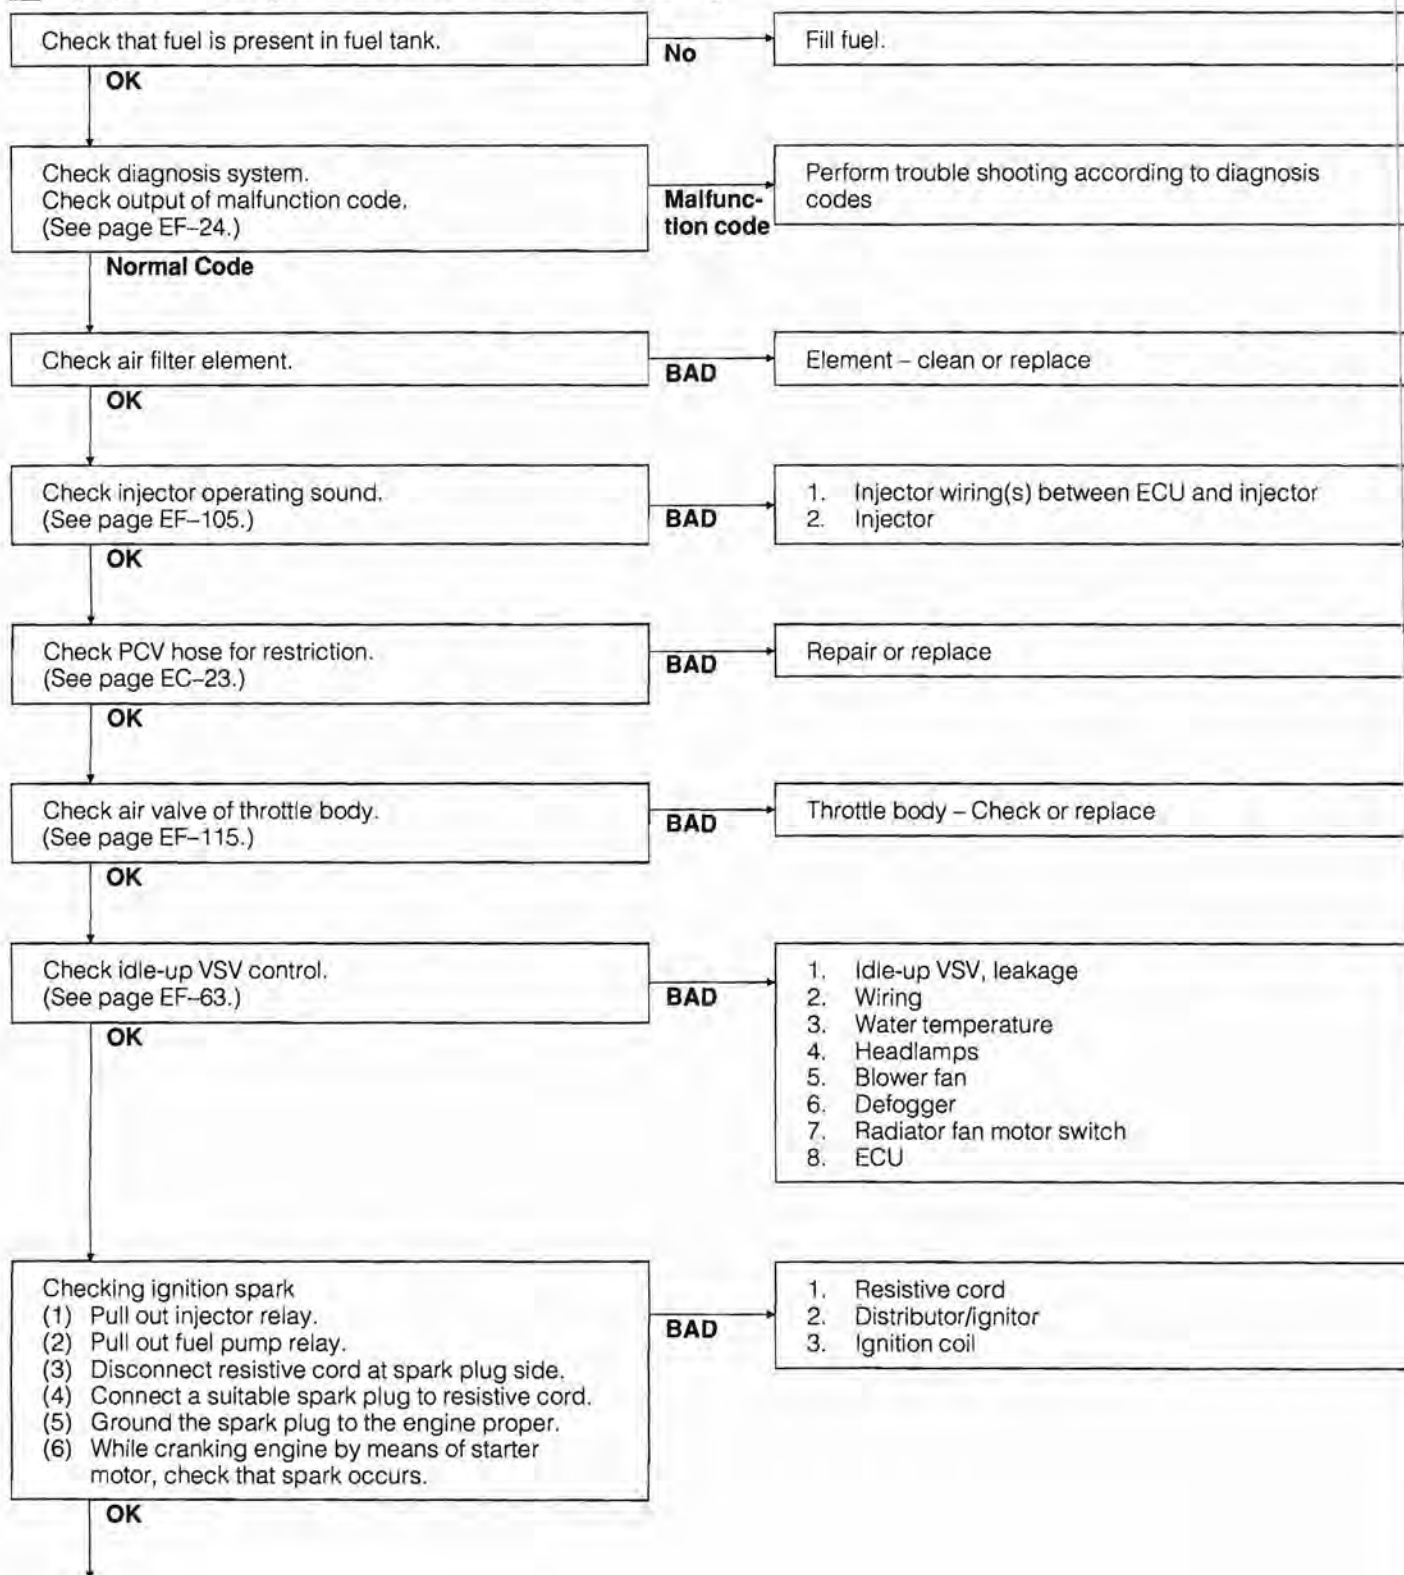 Check that fuel is present in fuel tank.
No
Fill fuel.
OK
Check diagnosis system.
Check output of malfunction code.
(See page EF–24.)
Malfunc-
tion code
Perform trouble shooting according to diagnosis
codes
Normal Code
Check air filter element.
BAD
Element – clean or replace
OK
Check injector operating sound.
(See page EF–105.)
BAD
1. Injector wiring(s) between ECU and injector
2. Injector
OK
Check PCV hose for restriction.
(See page EC–23.)
BAD
Repair or replace
OK
Check air valve of throttle body.
(See page EF–115.)
BAD
Throttle body – Check or replace
OK
Check idle-up VSV control.
(See page EF–63.)
BAD
1. Idle-up VSV, leakage
2. Wiring
3. Water temperature
4. Headlamps
5. Blower fan
6. Defogger
7. Radiator fan motor switch
8. ECU
OK
Checking ignition spark
(1) Pull out injector relay.
(2) Pull out fuel pump relay.
(3) Disconnect resistive cord at spark plug side.
(4) Connect a suitable spark plug to resistive cord.
(5) Ground the spark plug to the engine proper.
(6) While cranking engine by means of starter
motor, check that spark occurs.
BAD
1. Resistive cord
2. Distributor/ignitor
3. Ignition coil
OK